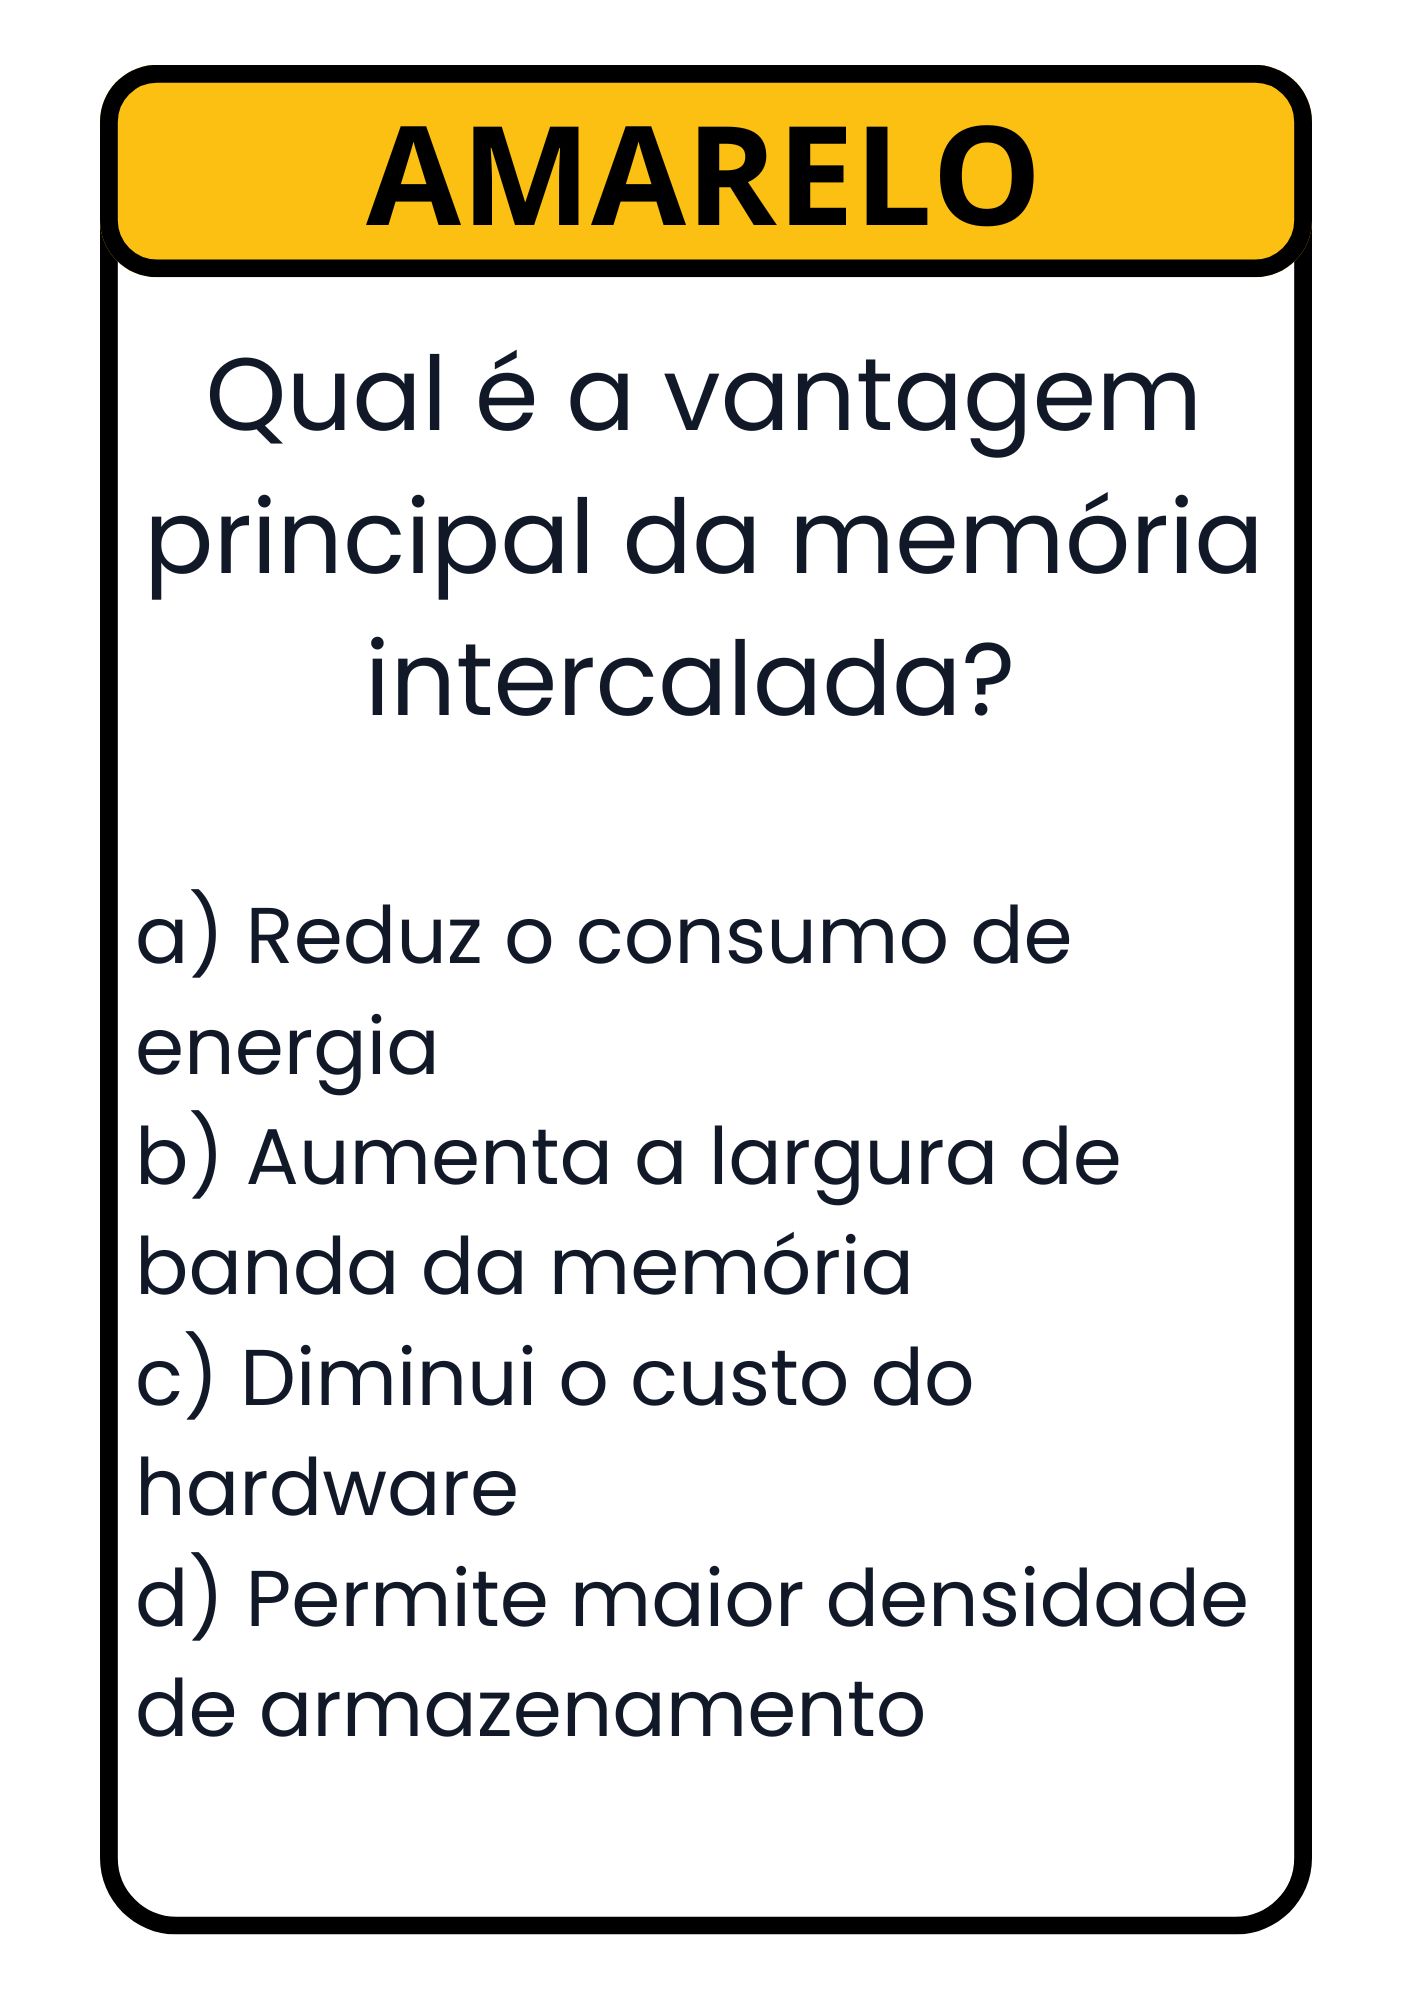 AMARELO
Qual é a vantagem
principal da memória
intercalada?
a) Reduz o consumo de
energia
b) Aumenta a largura de
banda da memória
c) Diminui o custo do
hardware
d) Permite maior densidade
de armazenamento